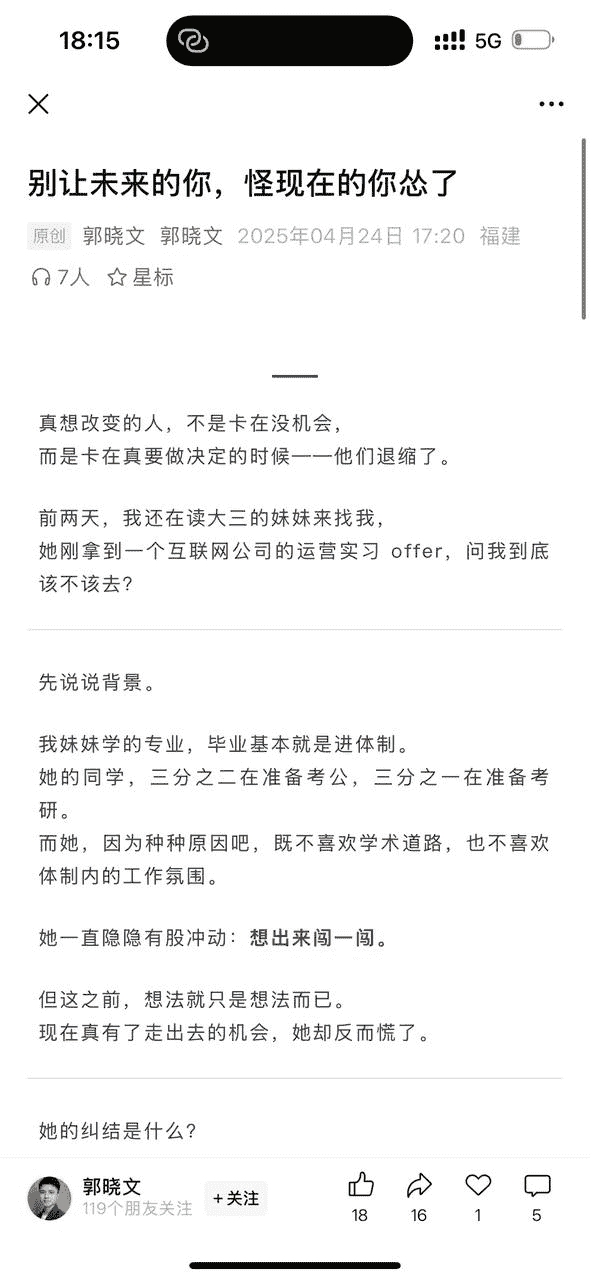 18:15
5G
别让未来的你，怪现在的你怂了
原创 郭晓文 郭晓文 2025年04月24日 17:20 福建
7人 星标
真想改变的人，不是卡在没机会，
而是卡在真要做决定的时候——他们退缩了。
前两天，我还在读大三的妹妹来找我，
她刚拿到一个互联网公司的运营实习 offer，问我到底
该不该去？
先说说背景。
我妹妹学的专业，毕业基本就是进体制。
她的同学，三分之二在准备考公，三分之一在准备考
研。
而她，因为种种原因吧，既不喜欢学术道路，也不喜欢
体制内的工作氛围。
她一直隐隐有股冲动：想出来闯一闯。
但这之前，想法就只是想法而已。
现在真有了走出去的机会，她却反而慌了。
她的纠结是什么？
郭晓文
119个朋友关注
+关注
18 16 1 5